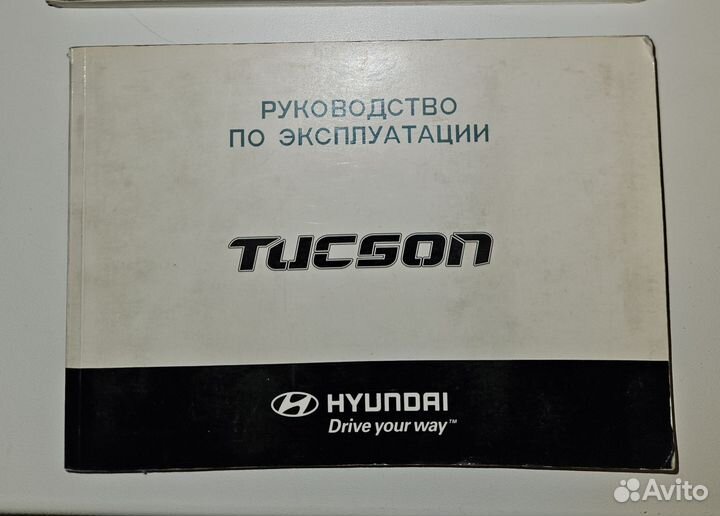 РУКОВОДСТВО
ПО ЭКСПЛУАТАЦИИ
TUCSON
HYUNDAI
Drive your way™
Avito